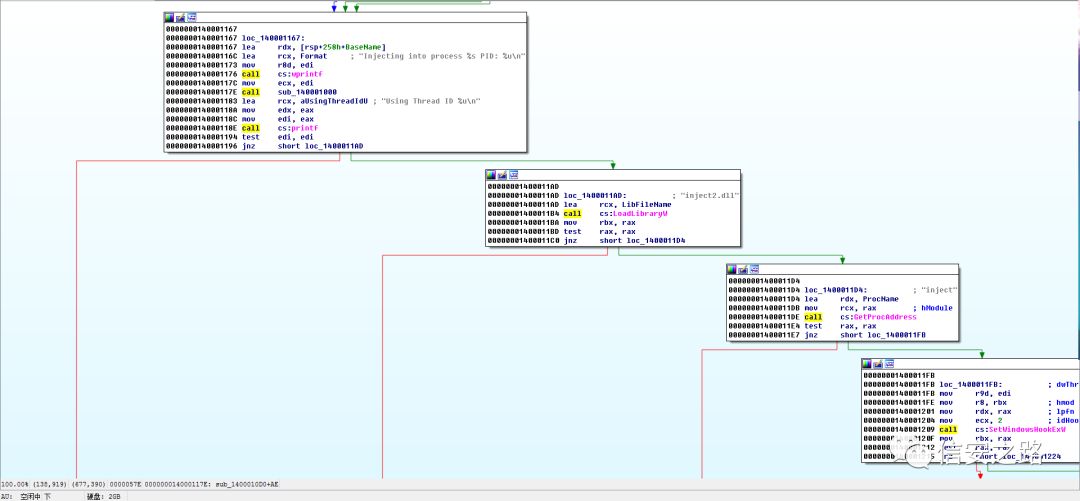 0000000140001167
0000000140001167 loc_140001167:
0000000140001167 lea rdx, [rsp+258h+BaseName]
000000014000116C lea rcx, Format ; "Injecting into process %s PID: %u\n"
0000000140001173 mov r8d, edi
0000000140001176 call cs:wprintf
000000014000117C mov ecx, edi
000000014000117E call sub_140001000
0000000140001183 lea rcx, aUsingThreadIdU ; "Using Thread ID %u\n"
000000014000118A mov edx, eax
000000014000118C mov edi, eax
000000014000118E call cs:printf
0000000140001194 test edi, edi
0000000140001196 jnz short loc_1400011AD
00000001400011AD
00000001400011AD loc_1400011AD: ; "inject2.dll"
00000001400011AD lea rcx, LibFileName
00000001400011B4 call cs:LoadLibraryW
00000001400011BA mov rbx, rax
00000001400011BD test rax, rax
00000001400011C0 jnz short loc_1400011D4
00000001400011D4
00000001400011D4 loc_1400011D4: ; "inject"
00000001400011D4 lea rdx, ProcName
00000001400011DB mov rcx, rax ; hModule
00000001400011DE call cs:GetProcAddress
00000001400011E4 test rax, rax
00000001400011E7 jnz short loc_1400011FB
00000001400011FB
00000001400011FB loc_1400011FB: ; dwThr
00000001400011FB mov r9d, edi
00000001400011FE mov r8, rbx ; hmod
0000000140001201 mov rdx, rax ; lpfn
0000000140001204 mov ecx, 2 ; idHoo
0000000140001209 call cs:SetWindowsHookExW
mov rbx, rax
rax, rax
short
信安之路
100.00% (138,919) (677,390) 0000057E 000000014000117E: sub_1400010D0+AE
AU: 空闲中 下 硬盘: 2GB